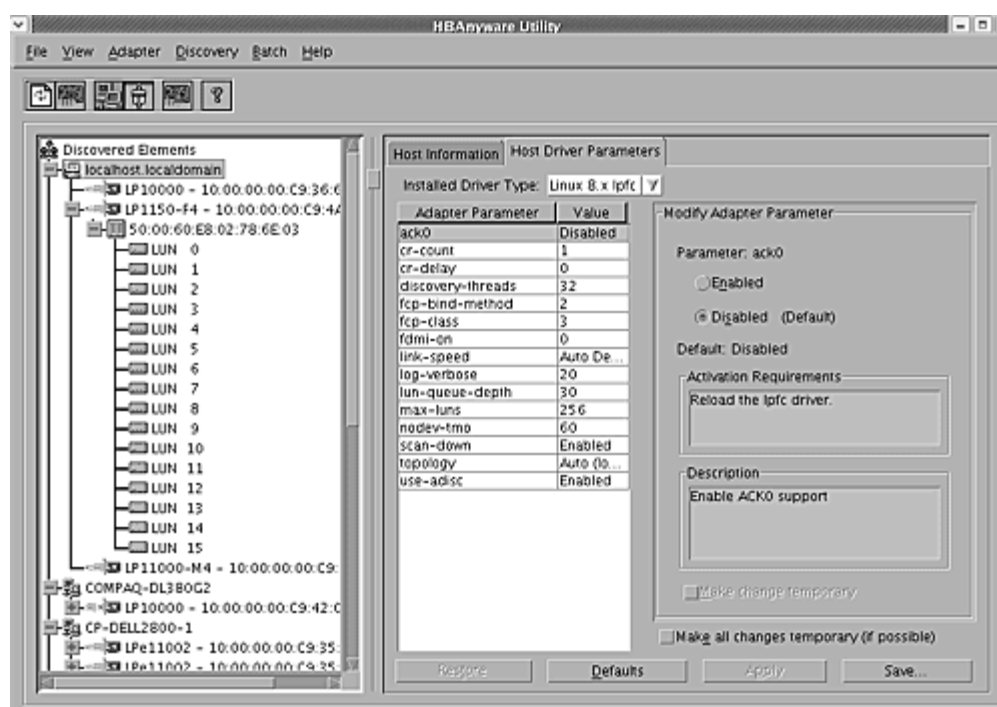 HBAnyware Utility
File View Adapter Discovery Batch Help
Discovered Elements
localhost.localdomain
LP10000 - 10:00:00:00:C9:36:6
LP1150-F4 - 10:00:00:00:C9:4A
50:00:60:E8:02:78:6E:03
LUN 0
LUN 1
LUN 2
LUN 3
LUN 4
LUN 5
LUN 6
LUN 7
LUN 8
LUN 9
LUN 10
LUN 11
LUN 12
LUN 13
LUN 14
LUN 15
LP11000-M4 - 10:00:00:00:C9:
COMPAQ-DL380G2
LP10000 - 10:00:00:00:C9:42:C
CP-DELL2800-1
LPe11002 - 10:00:00:00:C9:35:
LPe11002 - 10:00:00:00:C9:35:
Host Information Host Driver Parameters
Installed Driver Type: Linux 8.x lpfc
Adapter Parameter Value
ack0 Disabled
cr-count 1
cr-delay 0
discovery-threads 32
fcp-bind-method 2
fcp-class 3
fdmi-on 0
link-speed Auto De...
log-verbose 20
lun-queue-depth 30
max-luns 256
nodev-tmo 60
scan-down Enabled
topology Auto (lo...
use-adisc Enabled
Modify Adapter Parameter
Parameter: ack0
Enabled
Disabled (Default)
Default: Disabled
Activation Requirements
Reload the lpfc driver.
Description
Enable ACK0 support
Make change temporary
Make all changes temporary (if possible)
Restore Defaults Apply Save...